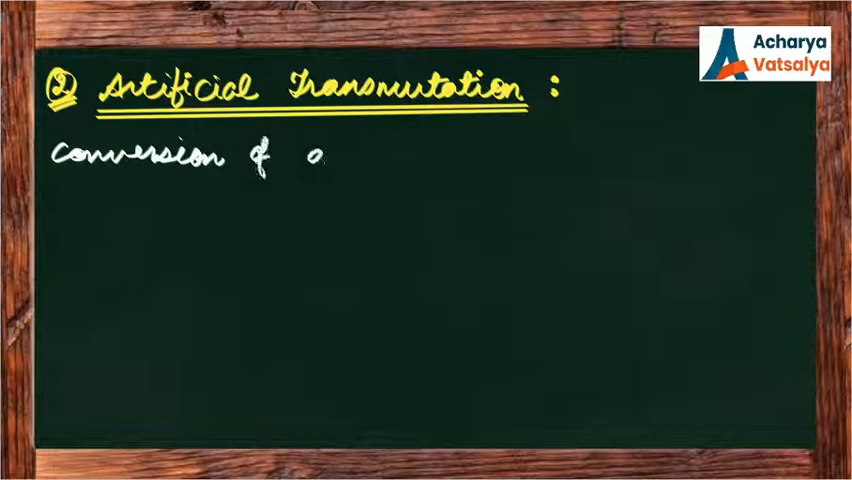 Acharya
Vatsalya
② Artificial Transmutation :
conversion of o